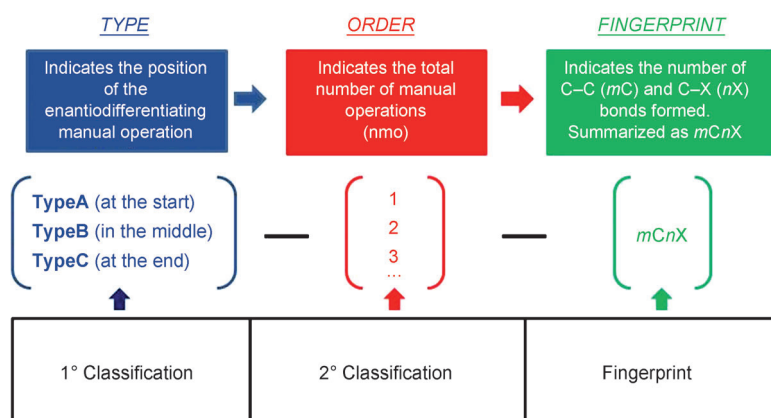 TYPE
ORDER
FINGERPRINT
Indicates the position
of the
enantiodifferentiating
manual operation
Indicates the total
number of manual
operations
(nmo)
Indicates the number of
C–C (mC) and C–X (nX)
bonds formed.
Summarized as mCnX
TypeA (at the start)
TypeB (in the middle)
TypeC (at the end)
1
2
3
...
mCnX
1° Classification
2° Classification
Fingerprint